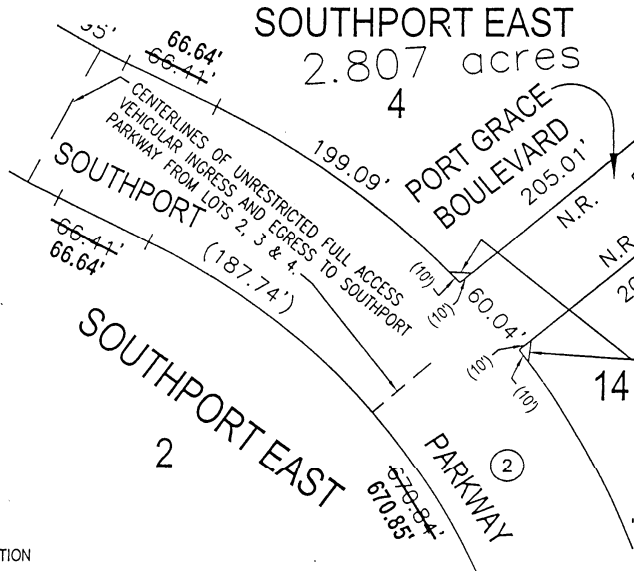 SOUTHPORT EAST
2.807 acres
4
95'
66.64'
66.41'
CENTERLINES OF UNRESTRICTED FULL ACCESS
VEHICULAR INGRESS AND EGRESS TO SOUTHPORT
PARKWAY FROM LOTS 2, 3 & 4.
199.09'
PORT GRACE
BOULEVARD
205.01'
N.R.
N.R.
20
SOUTHPORT
(187.74')
66.41'
66.64'
(10')
(10')
60.04'
(10')
(10')
14
SOUTHPORT EAST
2
PARKWAY
2
670.84'
670.85'
TION